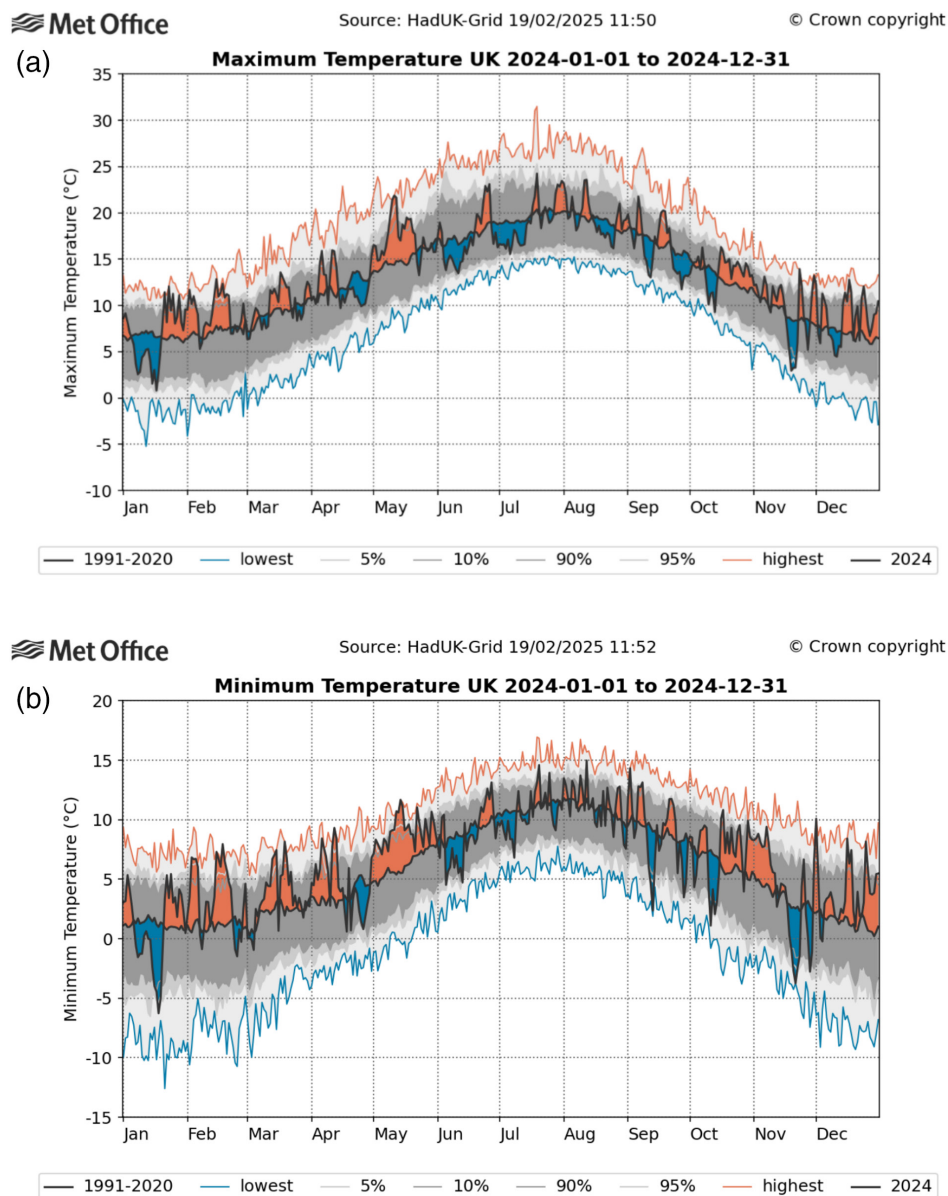 Met Office
Source: HadUK-Grid 19/02/2025 11:50
© Crown copyright
(a)
Maximum Temperature UK 2024-01-01 to 2024-12-31
35
30
25
20
15
10
5
0
-5
-10
Maximum Temperature (°C)
Jan Feb Mar Apr May Jun Jul Aug Sep Oct Nov Dec
1991-2020 lowest 5% 10% 90% 95% highest 2024
Met Office
Source: HadUK-Grid 19/02/2025 11:52
© Crown copyright
(b)
Minimum Temperature UK 2024-01-01 to 2024-12-31
20
15
10
5
0
-5
-10
-15
Minimum Temperature (°C)
Jan Feb Mar Apr May Jun Jul Aug Sep Oct Nov Dec
1991-2020 lowest 5% 10% 90% 95% highest 2024